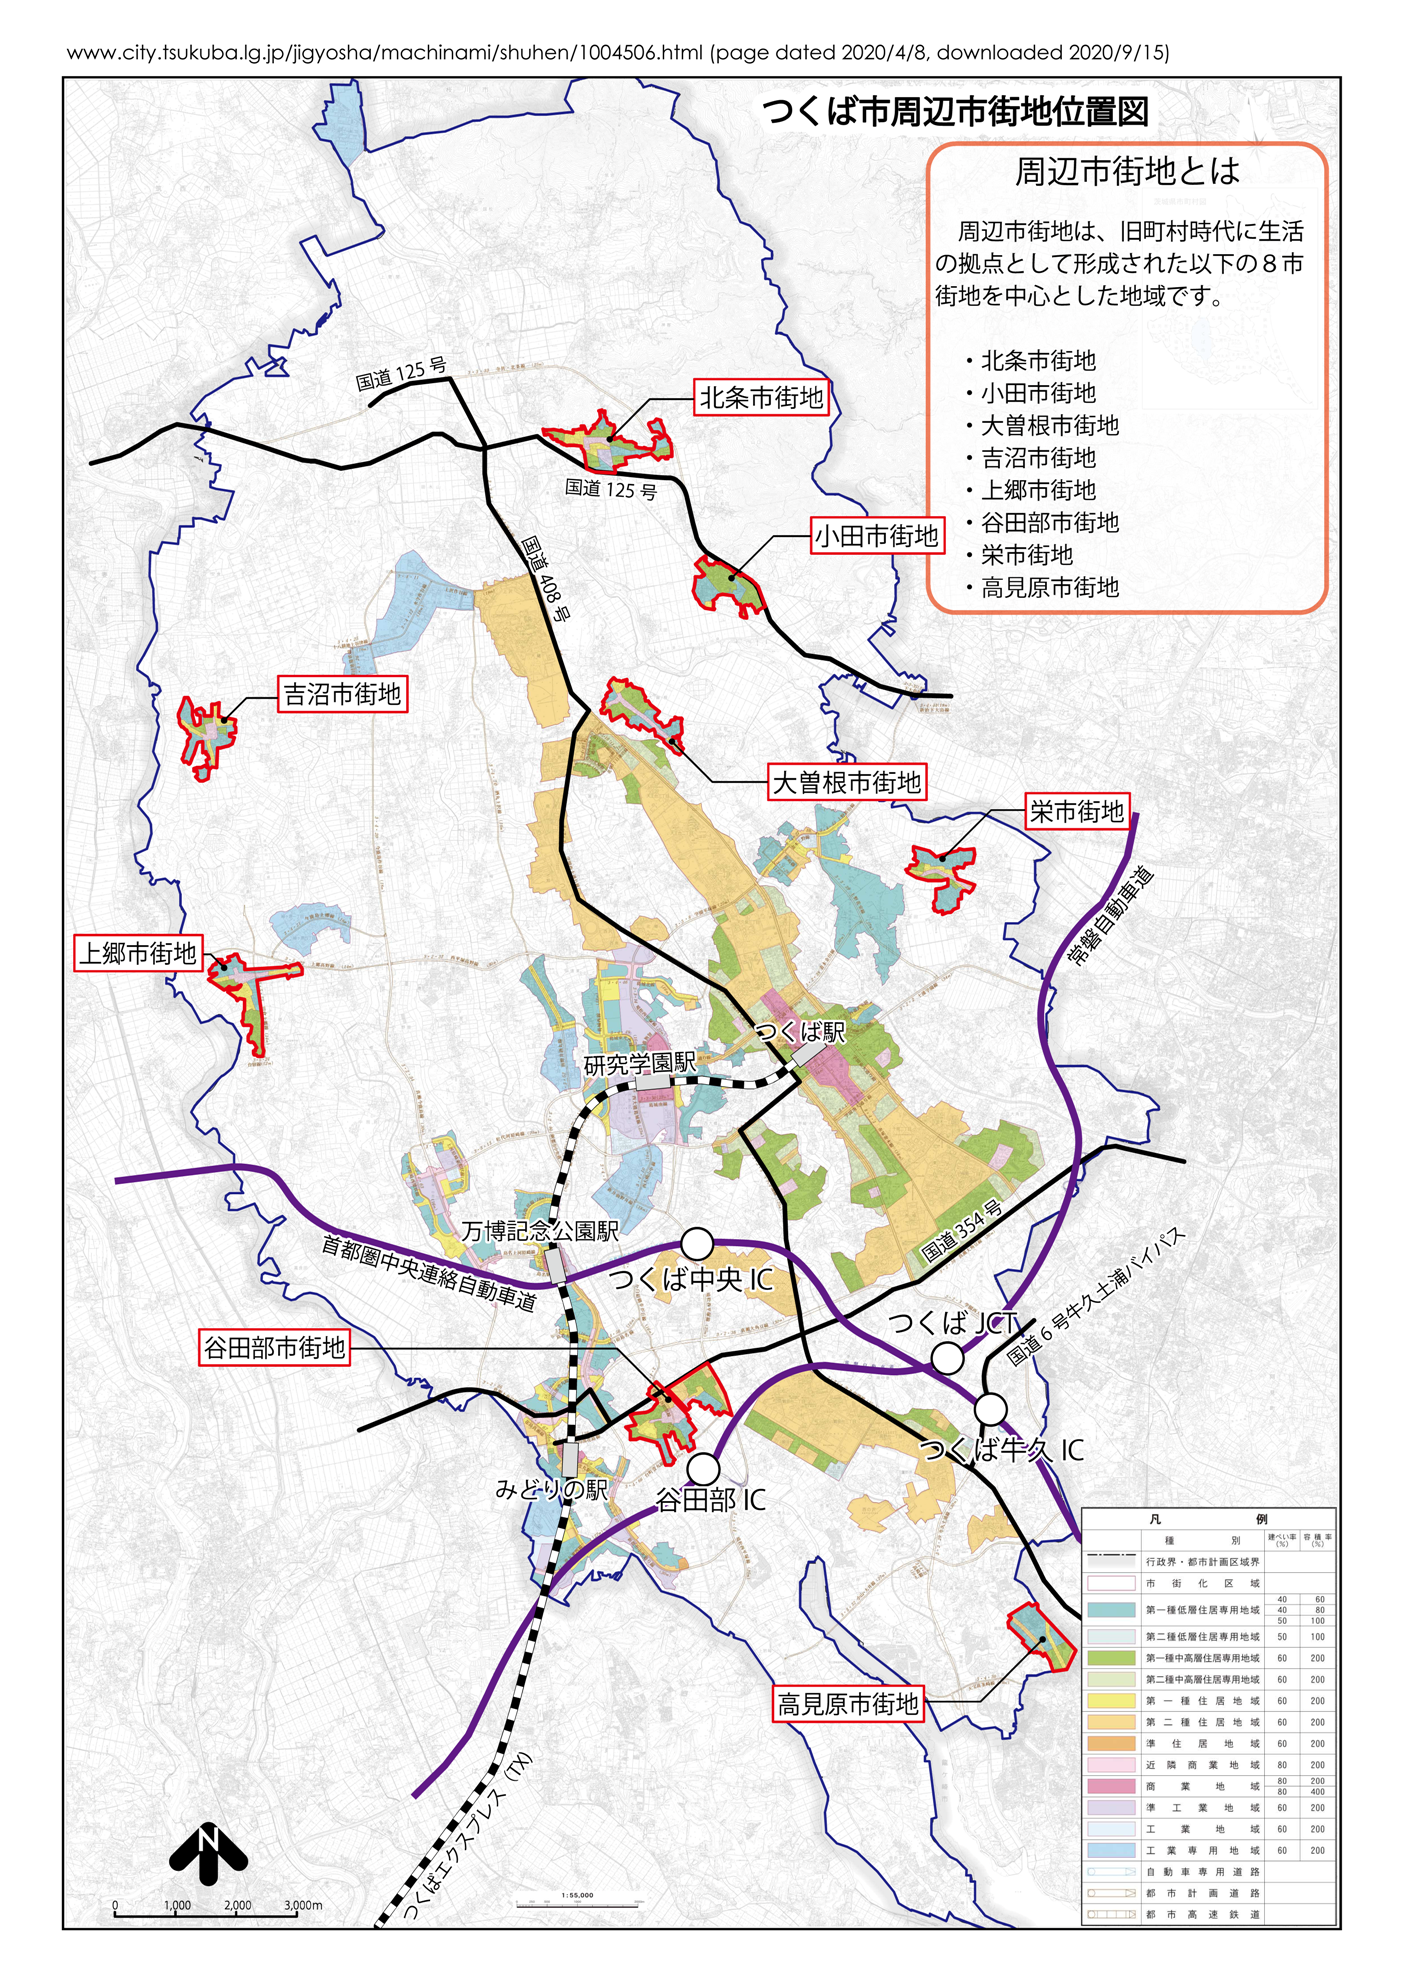 www.city.tsukuba.lg.jp/jigyosha/machinami/shuhen/1004506.html (page dated 2020/4/8, downloaded 2020/9/15)
つくば市周辺市街地位置図
周辺市街地とは
周辺市街地は、旧町村時代に生活
の拠点として形成された以下の８市
街地を中心とした地域です。
・北条市街地
・小田市街地
・大曽根市街地
・吉沼市街地
・上郷市街地
・谷田部市街地
・栄市街地
・高見原市街地
国道 125 号
北条市街地
国道 125 号
小田市街地
国道 408 号
吉沼市街地
大曽根市街地
栄市街地
常磐自動車道
上郷市街地
つくば駅
研究学園駅
万博記念公園駅
国道 354 号
首都圏中央連絡自動車道
つくば中央 IC
つくば JCT
国道 6 号牛久土浦バイパス
谷田部市街地
つくば牛久 IC
みどりの駅
谷田部 IC
高見原市街地
つくばエクスプレス（TX）
N
0 1,000 2,000 3,000m
1:55,000
凡 例
種 別 建ぺい率(%) 容積率(%)
行政界・都市計画区域界
市街化区域
第一種低層住居専用地域 40 60
40 80
50 100
第二種低層住居専用地域 50 100
第一種中高層住居専用地域 60 200
第二種中高層住居専用地域 60 200
第一種住居地域 60 200
第二種住居地域 60 200
準住居地域 60 200
近隣商業地域 80 200
商業地域 80 200
80 400
準工業地域 60 200
工業地域 60 200
工業専用地域 60 200
自動車専用道路
都市計画道路
都市高速鉄道